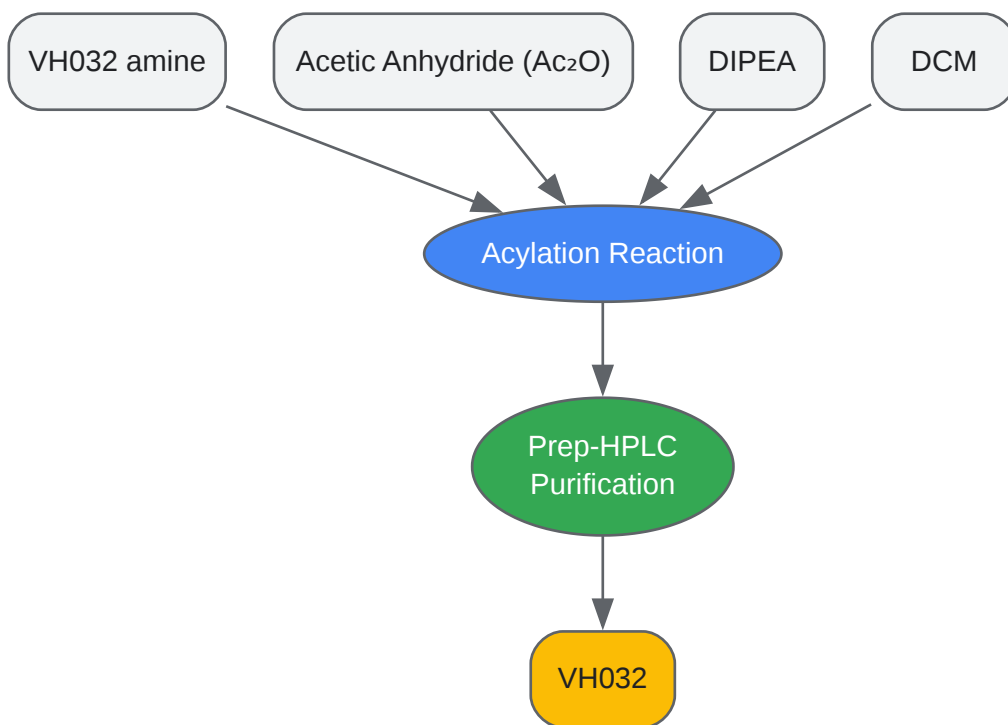 VH032 amine
Acetic Anhydride (Ac₂O)
DIPEA
DCM
Acylation Reaction
Prep-HPLC
Purification
VH032